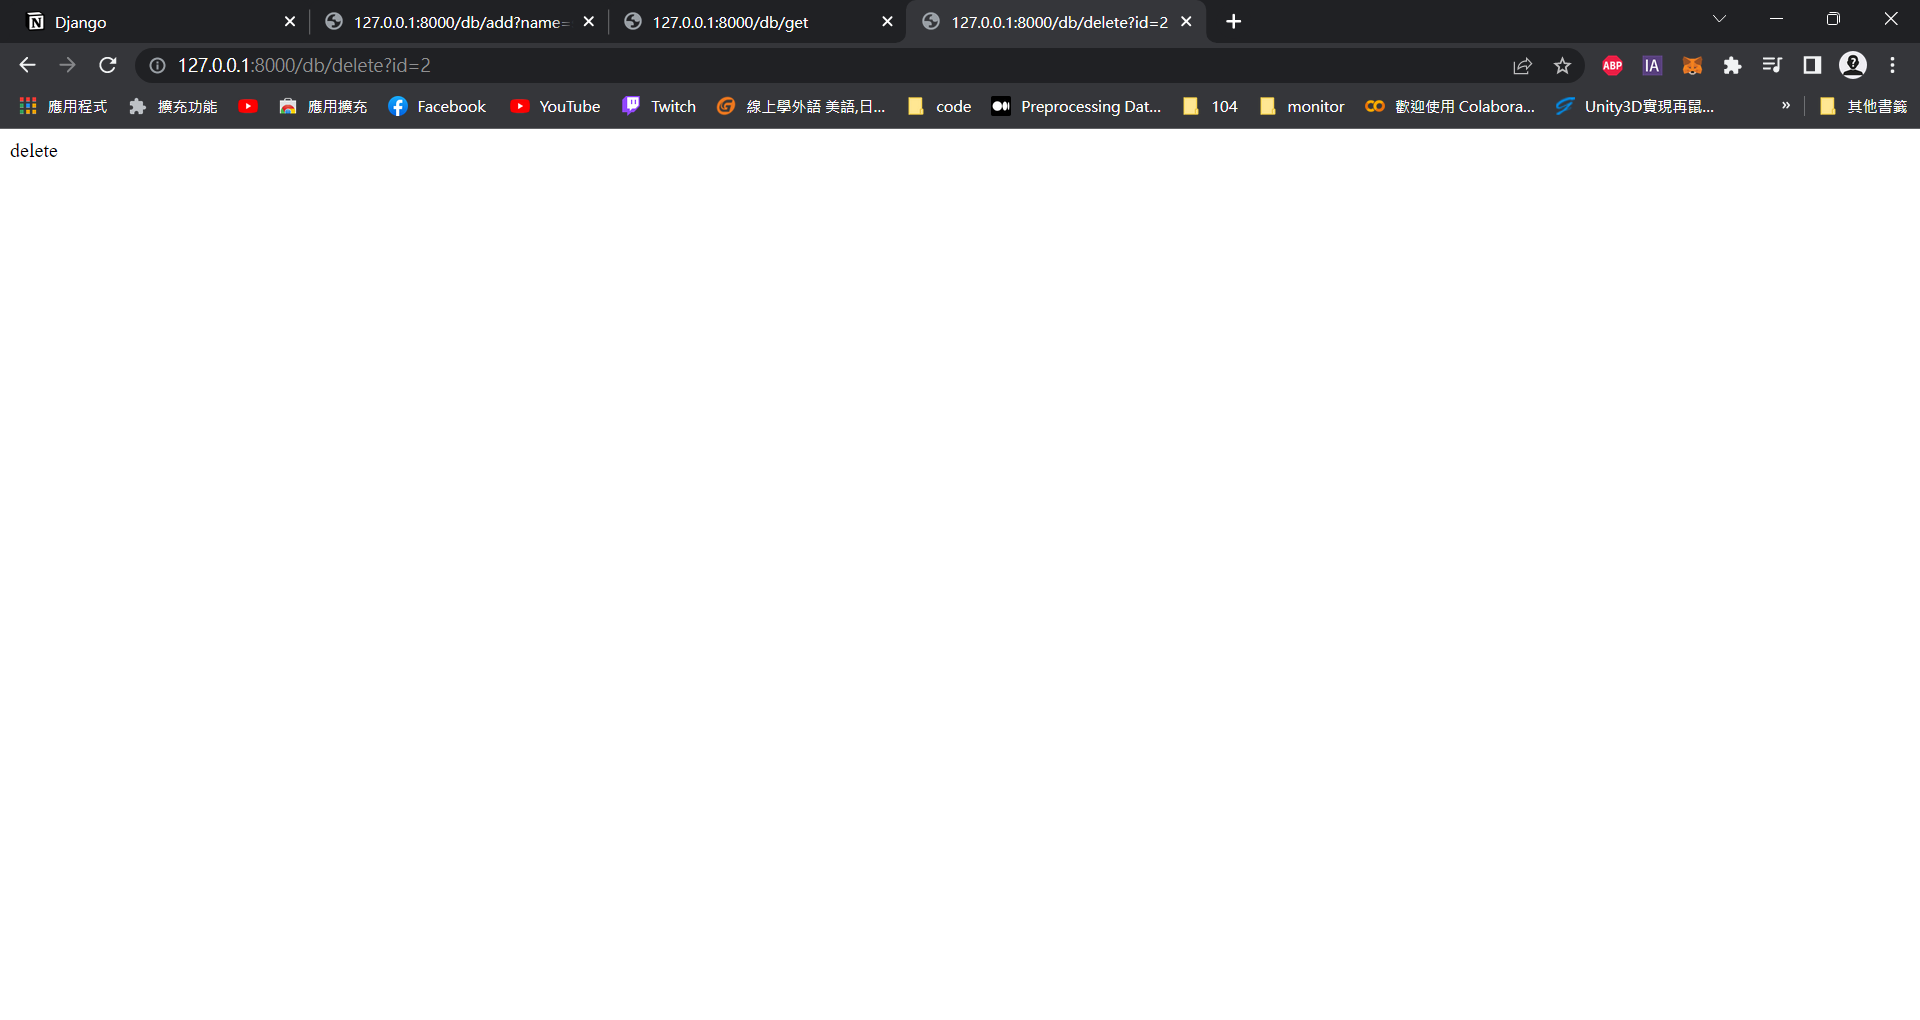 Django
127.0.0.1:8000/db/add?name=
127.0.0.1:8000/db/get
127.0.0.1:8000/db/delete?id=2
127.0.0.1:8000/db/delete?id=2
ABP
IA
應用程式
擴充功能
應用擴充
Facebook
YouTube
Twitch
線上學外語 美語,日...
code
Preprocessing Dat...
104
monitor
歡迎使用 Colabora...
Unity3D實現再鼠...
»
其他書籤
delete